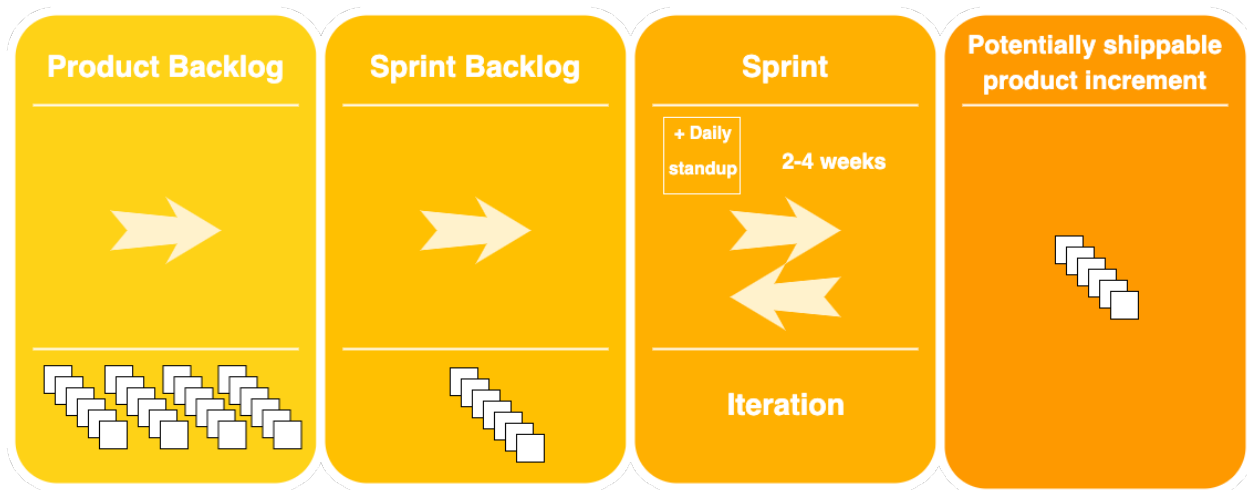 Product Backlog
Sprint Backlog
Sprint
+ Daily
standup
2-4 weeks
Iteration
Potentially shippable
product increment